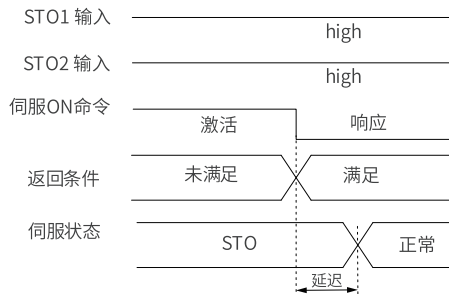 STO1 输入
high
STO2 输入
high
伺服ON命令
激活
响应
返回条件
未满足
满足
伺服状态
STO
正常
延迟